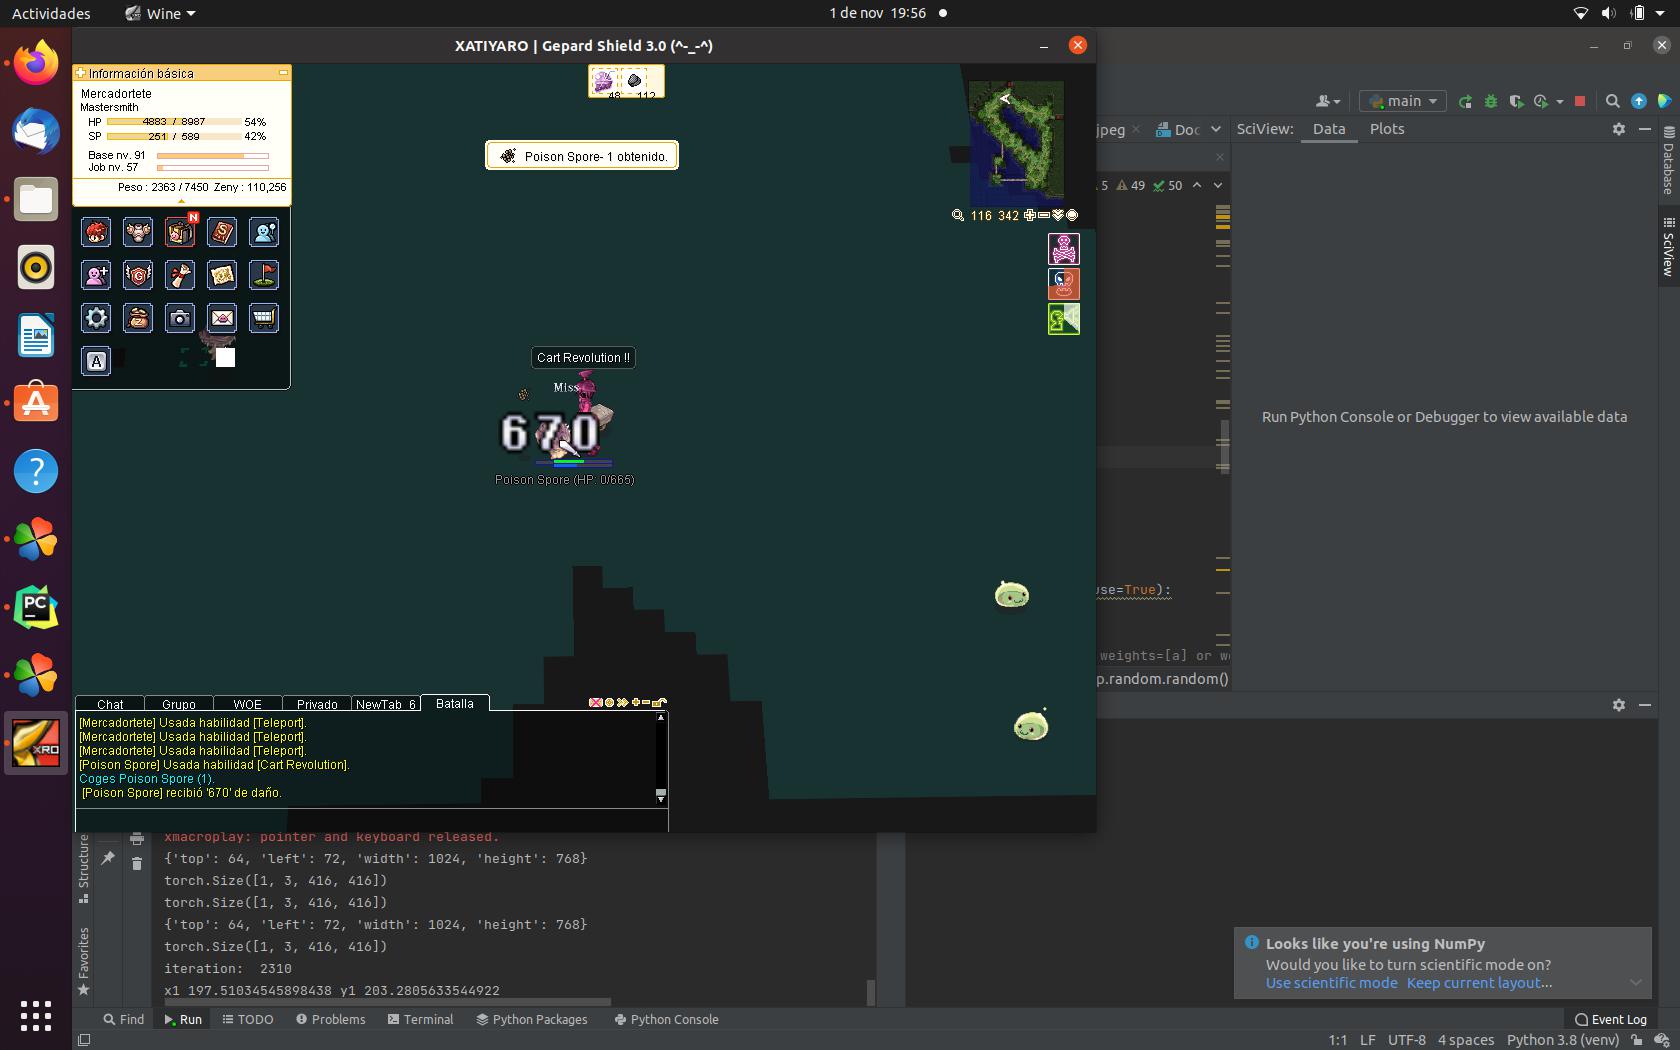 Actividades
Wine
1 de nov 19:56
XATIYARO | Gepard Shield 3.0 (^-_-^)
Información básica
Mercadortete
Mastersmith
HP 4883 / 8987 54%
SP 251 / 589 42%
Base nv. 91
Job nv. 57
Peso : 2363 / 7450 Zeny : 110,256
N
S
G
A
48 112
Poison Spore- 1 obtenido.
116 342
Cart Revolution !!
Miss
670
Poison Spore (HP: 0/665)
Chat Grupo WOE Privado NewTab_6 Batalla
[Mercadortete] Usada habilidad [Teleport].
[Mercadortete] Usada habilidad [Teleport].
[Mercadortete] Usada habilidad [Teleport].
[Poison Spore] Usada habilidad [Cart Revolution].
Coges Poison Spore (1).
[Poison Spore] recibió '670' de daño.
PC
XRO
main
jpeg
Doc
SciView: Data Plots
5 49 50
Database
SciView
Run Python Console or Debugger to view available data
use=True):
weights=[a] or we
p.random.random()
Structure
Favorites
xmacroplay: pointer and keyboard released.
{'top': 64, 'left': 72, 'width': 1024, 'height': 768}
torch.Size([1, 3, 416, 416])
torch.Size([1, 3, 416, 416])
{'top': 64, 'left': 72, 'width': 1024, 'height': 768}
torch.Size([1, 3, 416, 416])
iteration: 2310
x1 197.51034545898438 y1 203.2805633544922
Looks like you're using NumPy
Would you like to turn scientific mode on?
Use scientific mode Keep current layout...
Find Run TODO Problems Terminal Python Packages Python Console Event Log
1:1 LF UTF-8 4 spaces Python 3.8 (venv)